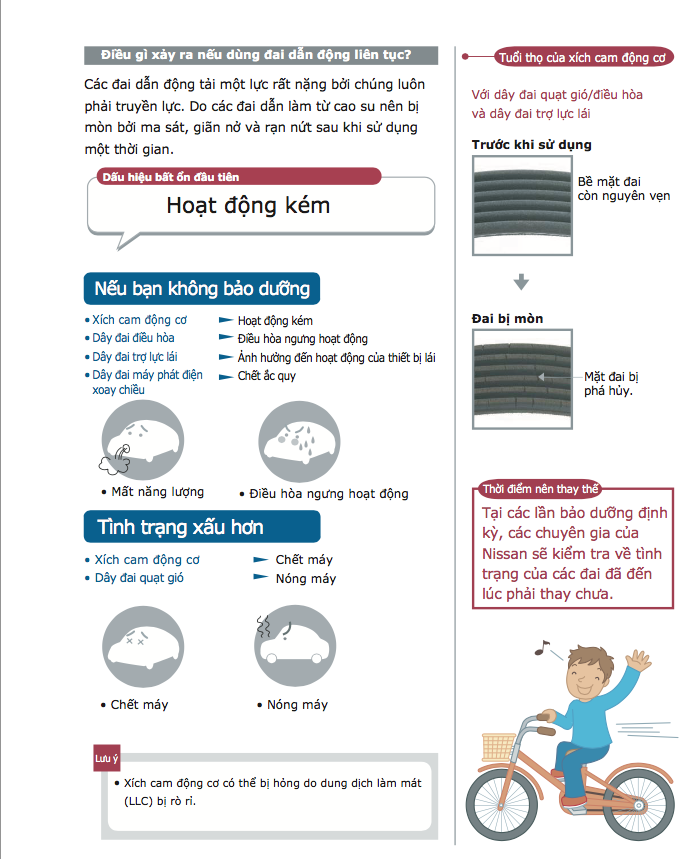 Điều gì xảy ra nếu dùng đai dẫn động liên tục?
Các đai dẫn động tải một lực rất nặng bởi chúng luôn
phải truyền lực. Do các đai dẫn làm từ cao su nên bị
mòn bởi ma sát, giãn nở và rạn nứt sau khi sử dụng
một thời gian.
Dấu hiệu bất ổn đầu tiên
Hoạt động kém
Nếu bạn không bảo dưỡng
• Xích cam động cơ ► Hoạt động kém
• Dây đai điều hòa ► Điều hòa ngưng hoạt động
• Dây đai trợ lực lái ► Ảnh hưởng đến hoạt động của thiết bị lái
• Dây đai máy phát điện ► Chết ắc quy
xoay chiều
• Mất năng lượng
• Điều hòa ngưng hoạt động
Tình trạng xấu hơn
• Xích cam động cơ ► Chết máy
• Dây đai quạt gió ► Nóng máy
• Chết máy
• Nóng máy
Lưu ý
• Xích cam động cơ có thể bị hỏng do dung dịch làm mát
(LLC) bị rò rỉ.
Tuổi thọ của xích cam động cơ
Với dây đai quạt gió/điều hòa
và dây đai trợ lực lái
Trước khi sử dụng
Bề mặt đai
còn nguyên vẹn
Đai bị mòn
Mặt đai bị
phá hủy.
Thời điểm nên thay thế
Tại các lần bảo dưỡng định
kỳ, các chuyên gia của
Nissan sẽ kiểm tra về tình
trạng của các đai đã đến
lúc phải thay chưa.